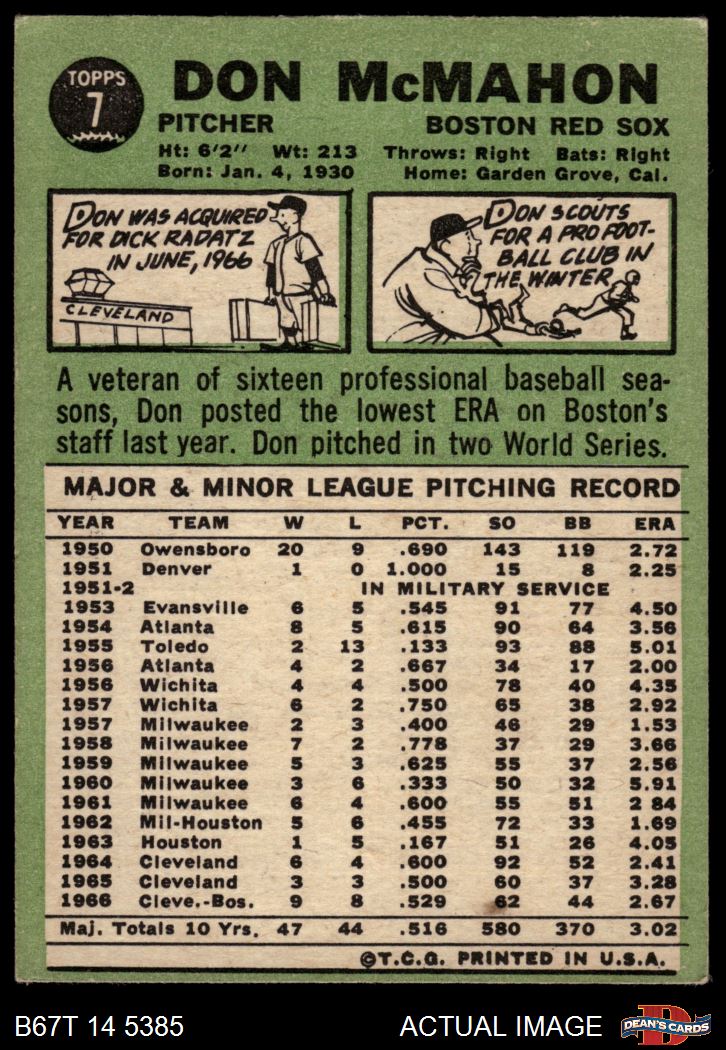 TOPPS
7
DON McMAHON
PITCHER BOSTON RED SOX
Ht: 6'2" Wt: 213 Throws: Right Bats: Right
Born: Jan. 4, 1930 Home: Garden Grove, Cal.
DON WAS ACQUIRED
FOR DICK RADATZ
IN JUNE, 1966
CLEVELAND
DON SCOUTS
FOR A PRO FOOT-
BALL CLUB IN
THE WINTER
A veteran of sixteen professional baseball sea-
sons, Don posted the lowest ERA on Boston's
staff last year. Don pitched in two World Series.
MAJOR & MINOR LEAGUE PITCHING RECORD
YEAR TEAM W L PCT. SO BB ERA
1950 Owensboro 20 9 .690 143 119 2.72
1951 Denver 1 0 1.000 15 8 2.25
1951-2 IN MILITARY SERVICE
1953 Evansville 6 5 .545 91 77 4.50
1954 Atlanta 8 5 .615 90 64 3.56
1955 Toledo 2 13 .133 93 88 5.01
1956 Atlanta 4 2 .667 34 17 2.00
1956 Wichita 4 4 .500 78 40 4.35
1957 Wichita 6 2 .750 65 38 2.92
1957 Milwaukee 2 3 .400 46 29 1.53
1958 Milwaukee 7 2 .778 37 29 3.66
1959 Milwaukee 5 3 .625 55 37 2.56
1960 Milwaukee 3 6 .333 50 32 5.91
1961 Milwaukee 6 4 .600 55 51 2 84
1962 Mil-Houston 5 6 .455 72 33 1.69
1963 Houston 1 5 .167 51 26 4.05
1964 Cleveland 6 4 .600 92 52 2.41
1965 Cleveland 3 3 .500 60 37 3.28
1966 Cleve.-Bos. 9 8 .529 62 44 2.67
Maj. Totals 10 Yrs. 47 44 .516 580 370 3.02
©T.C.G. PRINTED IN U.S.A.
B67T 14 5385 ACTUAL IMAGE
D
DEAN'S CARDS